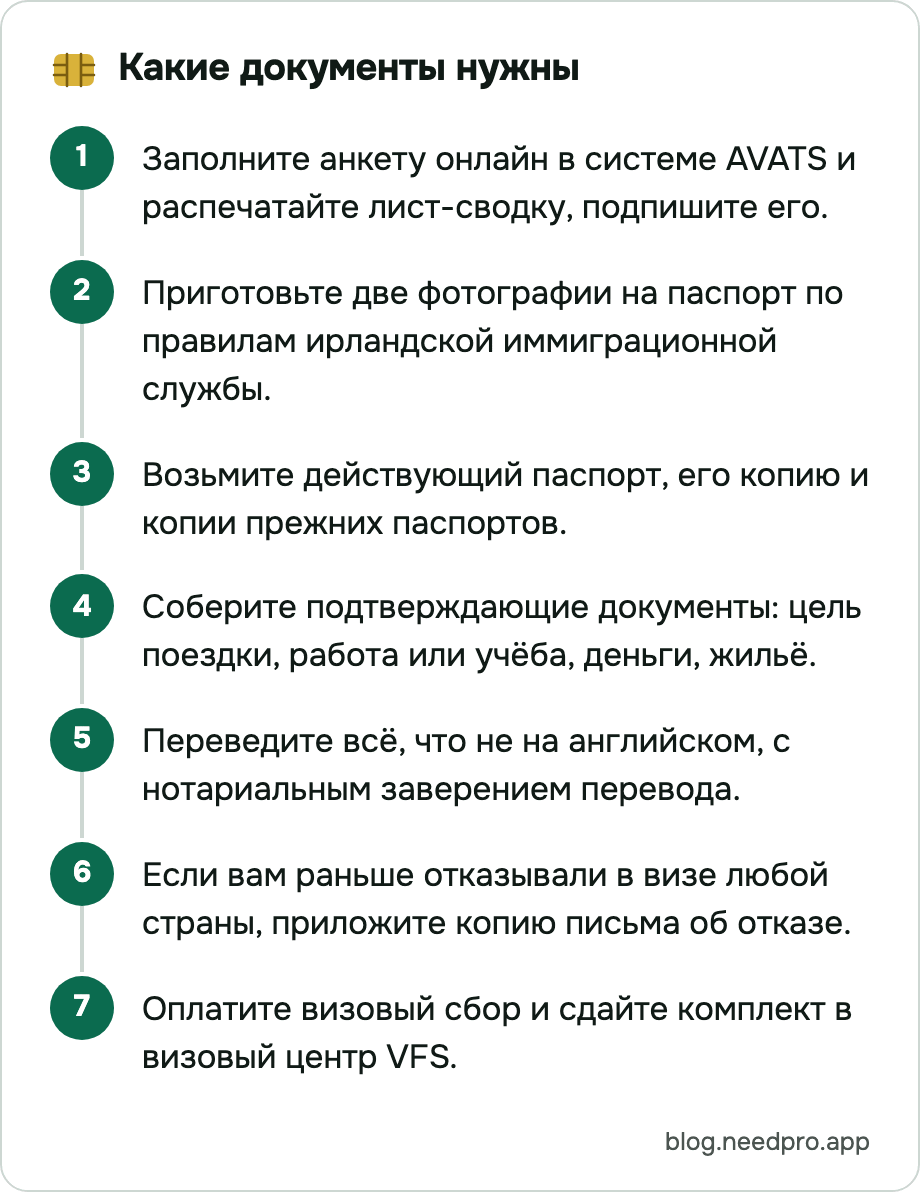 Какие документы нужны
1
Заполните анкету онлайн в системе AVATS и
распечатайте лист-сводку, подпишите его.
2
Приготовьте две фотографии на паспорт по
правилам ирландской иммиграционной
службы.
3
Возьмите действующий паспорт, его копию и
копии прежних паспортов.
4
Соберите подтверждающие документы: цель
поездки, работа или учёба, деньги, жильё.
5
Переведите всё, что не на английском, с
нотариальным заверением перевода.
6
Если вам раньше отказывали в визе любой
страны, приложите копию письма об отказе.
7
Оплатите визовый сбор и сдайте комплект в
визовый центр VFS.
blog.needpro.app